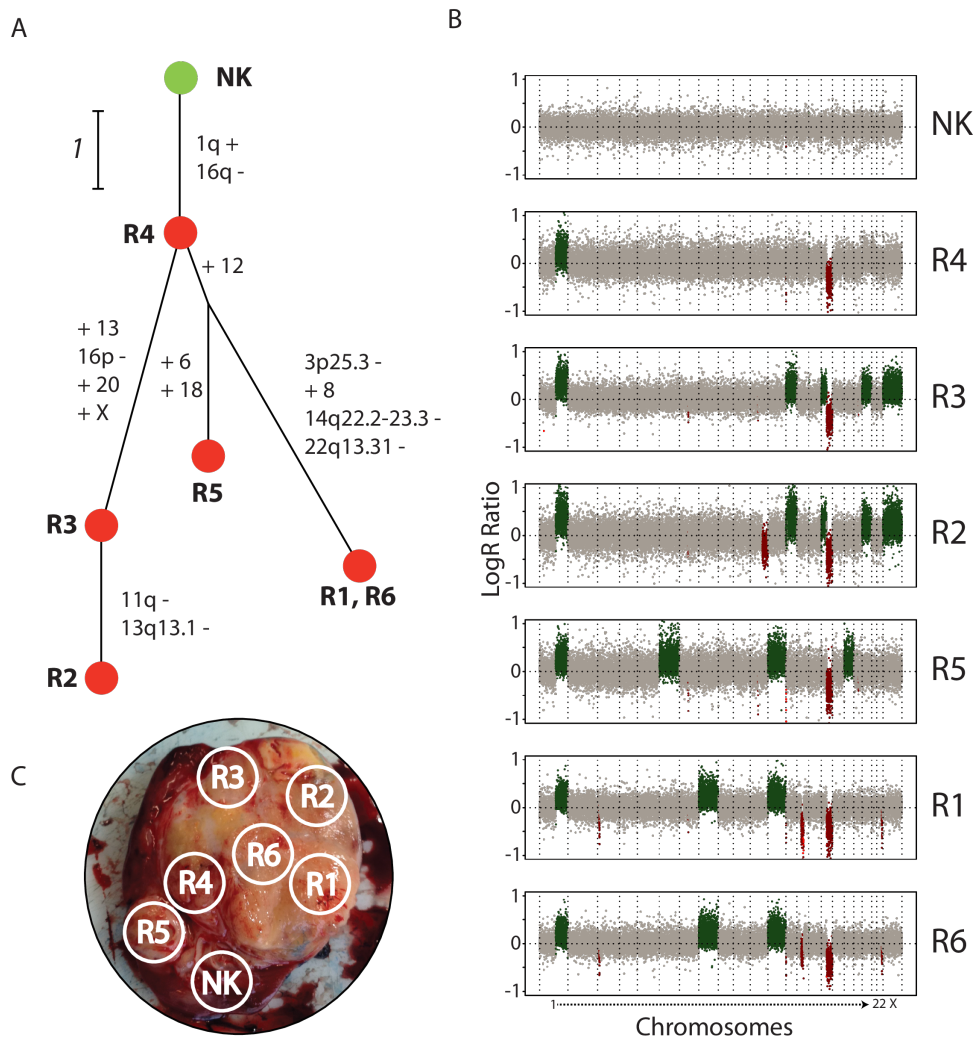 A
NK
1
1q +
16q -
R4
+ 12
+ 13
16p -
+ 20
+ X
+ 6
+ 18
3p25.3 -
+ 8
14q22.2-23.3 -
22q13.31 -
R5
R3
R1, R6
11q -
13q13.1 -
R2
B
1
0
-1
NK
1
0
-1
R4
1
0
-1
R3
1
0
-1
R2
1
0
-1
R5
1
0
-1
R1
1
0
-1
R6
LogR Ratio
1
22 X
Chromosomes
C
R3
R2
R6
R4
R1
R5
NK